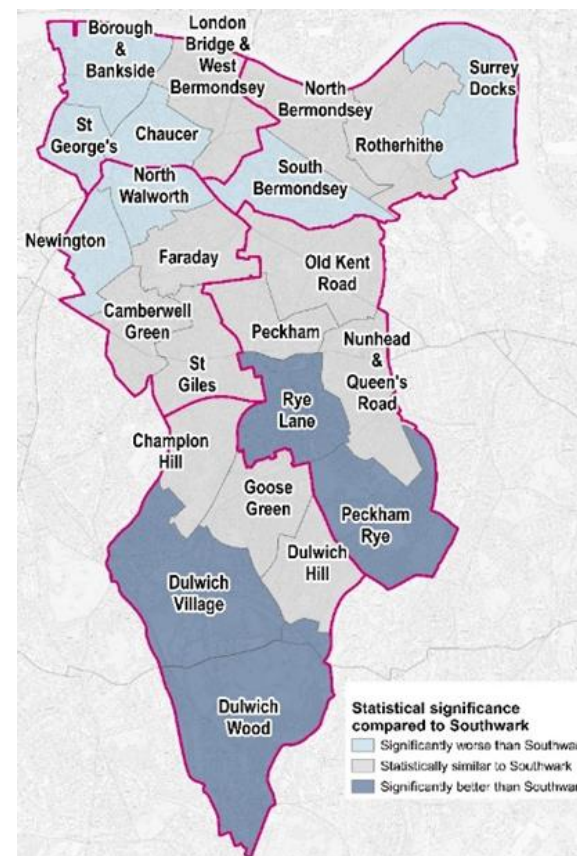 Borough
&
Bankside
London
Bridge &
West
Bermondsey
North
Bermondsey
Surrey
Docks
Rotherhithe
St
George's
Chaucer
North
Walworth
South
Bermondsey
Newington
Faraday
Old Kent
Road
Camberwell
Green
Peckham
Nunhead
&
Queen's
Road
St
Giles
Rye
Lane
Champion
Hill
Goose
Green
Peckham
Rye
Dulwich
Hill
Dulwich
Village
Dulwich
Wood
Statistical significance
compared to Southwark
Significantly worse than Southwar
Statistically similar to Southwark
Significantly better than Southwar